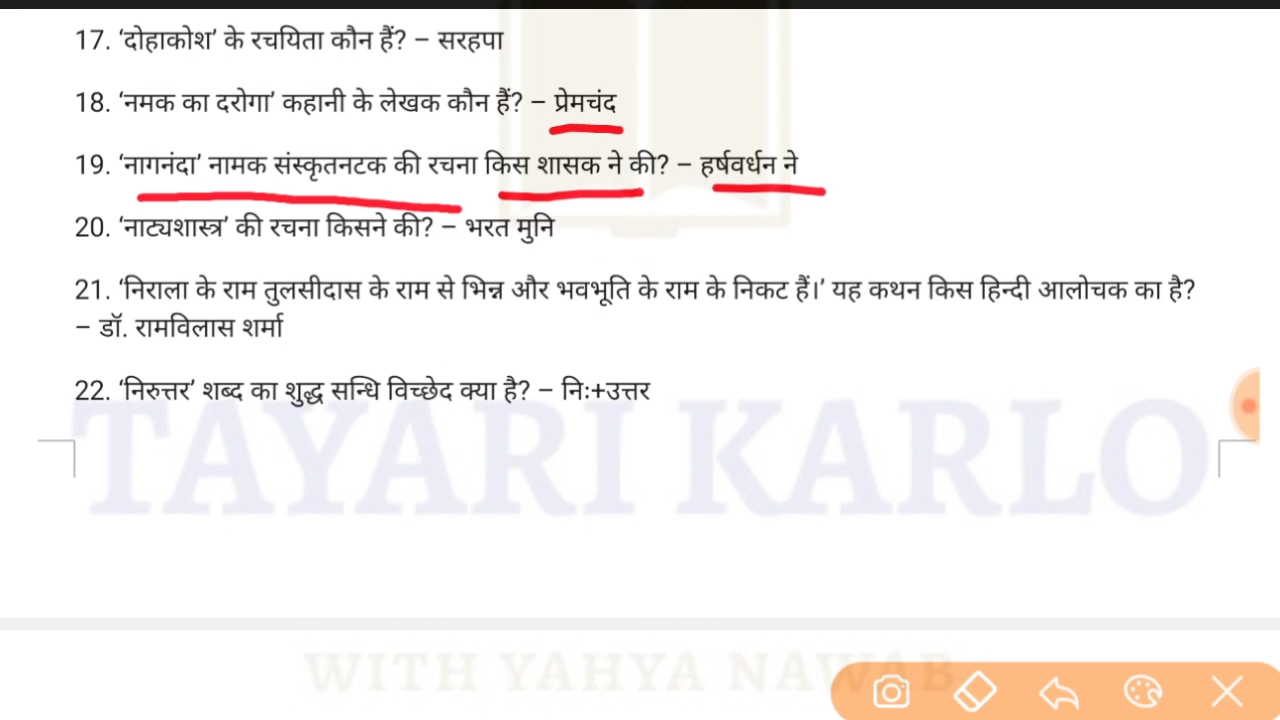 17. ‘दोहाकोश’ के रचयिता कौन हैं? – सरहपा
18. ‘नमक का दरोगा’ कहानी के लेखक कौन हैं? – प्रेमचंद
19. ‘नागनंदा’ नामक संस्कृतनटक की रचना किस शासक ने की? – हर्षवर्धन ने
20. ‘नाट्यशास्त्र’ की रचना किसने की? – भरत मुनि
21. ‘निराला के राम तुलसीदास के राम से भिन्न और भवभूति के राम के निकट हैं।’ यह कथन किस हिन्दी आलोचक का है?
– डॉ. रामविलास शर्मा
22. ‘निरुत्तर’ शब्द का शुद्ध सन्धि विच्छेद क्या है? – निः+उत्तर
TAYARI KARLO
WITH YAHYA NAWAB